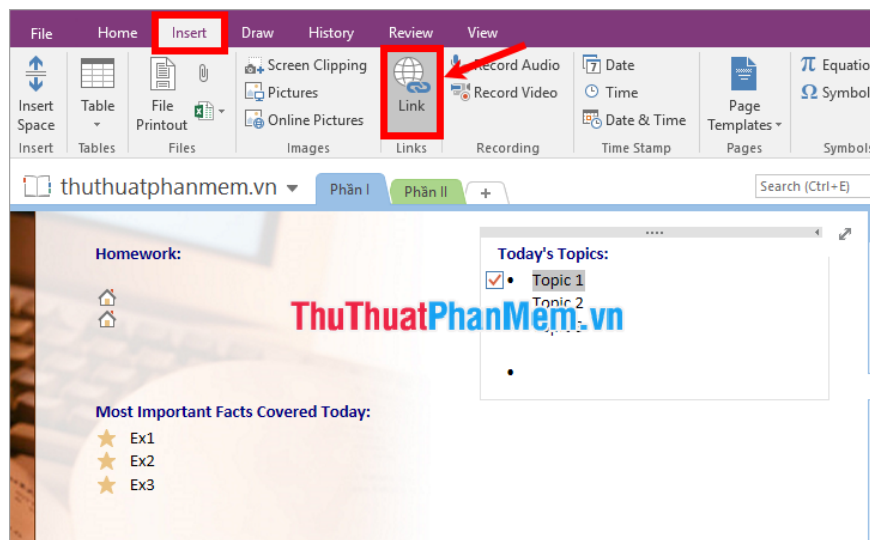 File Home Insert Draw History Review View
Insert Space
Table
File Printout
Screen Clipping
Pictures
Online Pictures
Link
Record Audio
Record Video
7 Date
Time
Date & Time
Page Templates
π Equatio
Ω Symbol
Insert Tables Files Images Links Recording Time Stamp Pages Symbols
thuthuatphanmem.vn Phần I Phần II + Search (Ctrl+E)
Homework:
Today's Topics:
• Topic 1
Topic 2
ThuThuatPhanMem.vn
•
Most Important Facts Covered Today:
Ex1
Ex2
Ex3